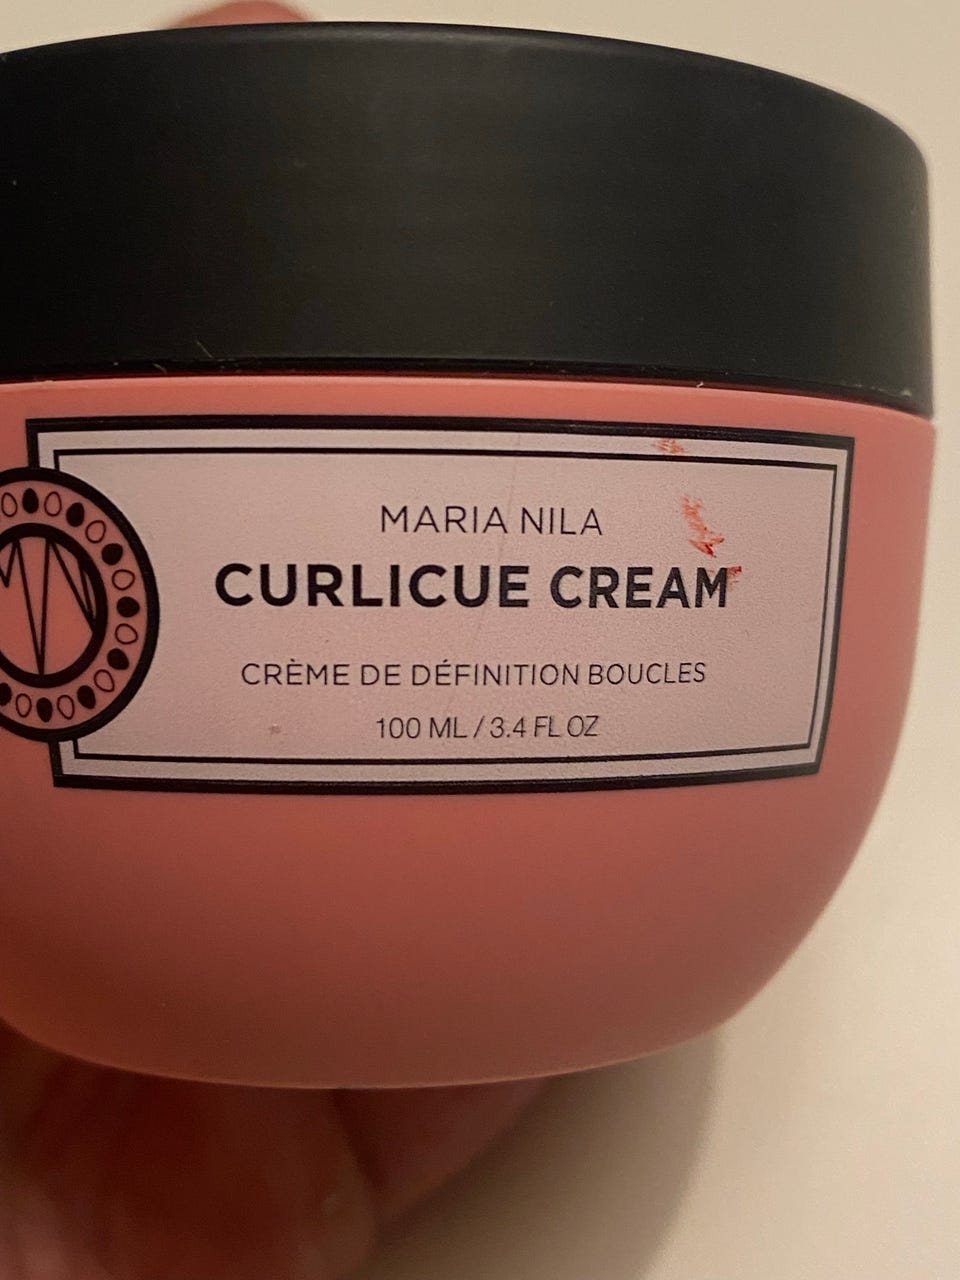 MARIA NILA
CURLICUE CREAM
CRÈME DE DÉFINITION BOUCLES
100 ML / 3.4 FL OZ